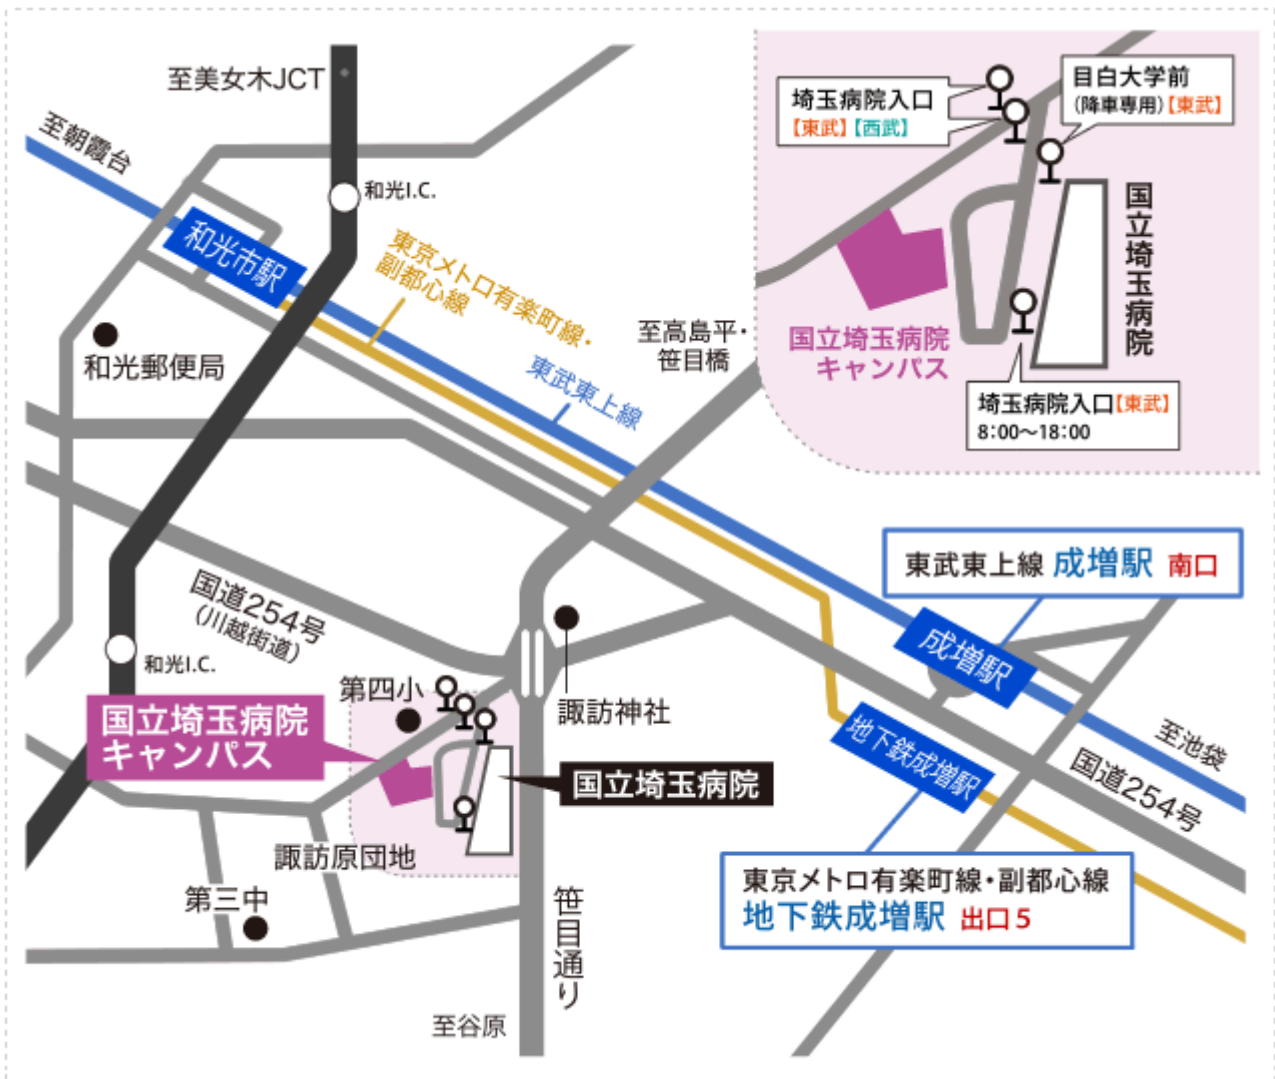 至美女木JCT
至朝霞台
和光I.C.
和光市駅
東京メトロ有楽町線・
副都心線
東武東上線
和光郵便局
至高島平・
笹目橋
埼玉病院入口
【東武】【西武】
目白大学前
(降車専用)【東武】
国立埼玉病院
国立埼玉病院
キャンパス
埼玉病院入口【東武】
8:00〜18:00
東武東上線 成増駅 南口
成増駅
地下鉄成増駅
至池袋
国道254号
国道254号
(川越街道)
和光I.C.
第四小
諏訪神社
国立埼玉病院
キャンパス
国立埼玉病院
諏訪原団地
第三中
笹目通り
至谷原
東京メトロ有楽町線・副都心線
地下鉄成増駅 出口5